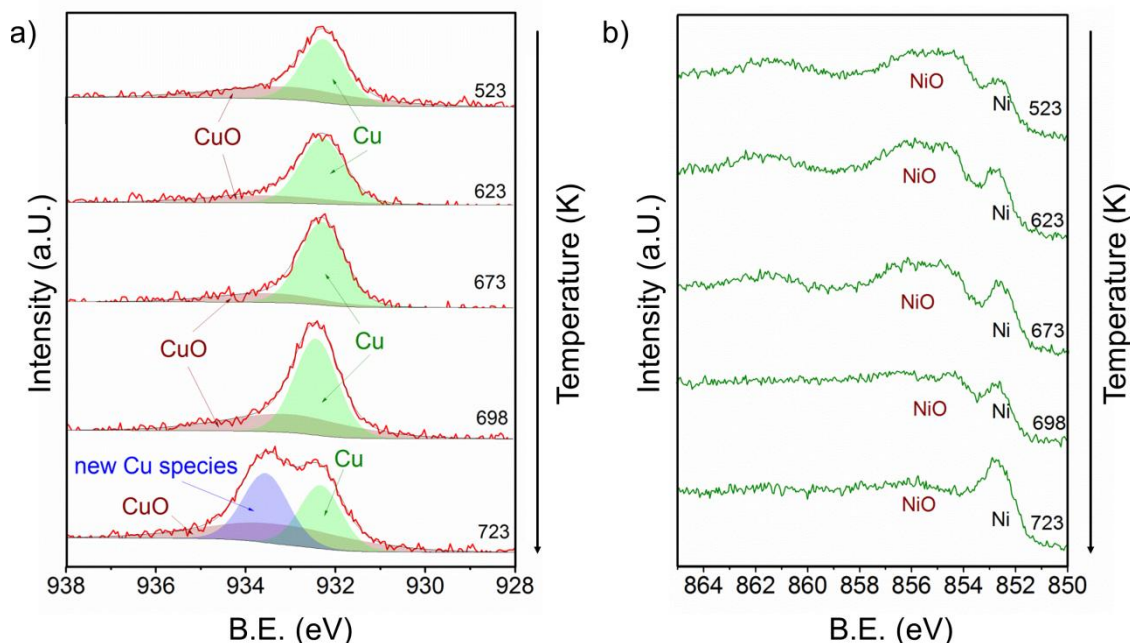 a)
523
CuO
Cu
623
673
CuO
Cu
698
new Cu species
Cu
CuO
723
938 936 934 932 930 928
B.E. (eV)
Intensity (a.U.)
Temperature (K)
b)
NiO
Ni
523
NiO
Ni
623
NiO
Ni
673
NiO
Ni
698
NiO
Ni
723
864 862 860 858 856 854 852 850
B.E. (eV)
Intensity (a.U.)
Temperature (K)